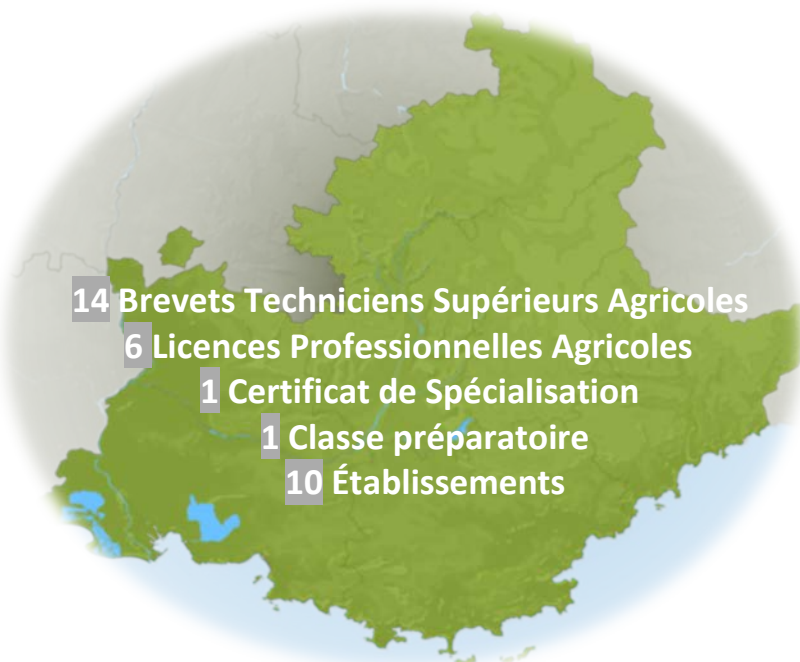 14 Brevets Techniciens Supérieurs Agricoles
6 Licences Professionnelles Agricoles
1 Certificat de Spécialisation
1 Classe préparatoire
10 Établissements